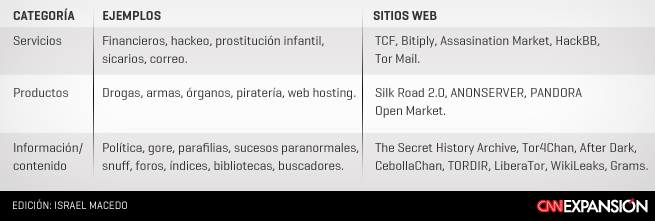 CATEGORÍA EJEMPLOS SITIOS WEB
Servicios Financieros, hackeo, prostitución infantil, TCF, Bitiply, Assasination Market, HackBB,
sicarios, correo. Tor Mail.
Productos Drogas, armas, órganos, piratería, web hosting. Silk Road 2.0, ANONSERVER, PANDORA
Open Market.
Información/ Política, gore, parafilias, sucesos paranormales, The Secret History Archive, Tor4Chan, After Dark,
contenido snuff, foros, índices, bibliotecas, buscadores. CebollaChan, TORDIR, LiberaTor, WikiLeaks, Grams.
EDICIÓN: ISRAEL MACEDO CNNEXPANSIÓN